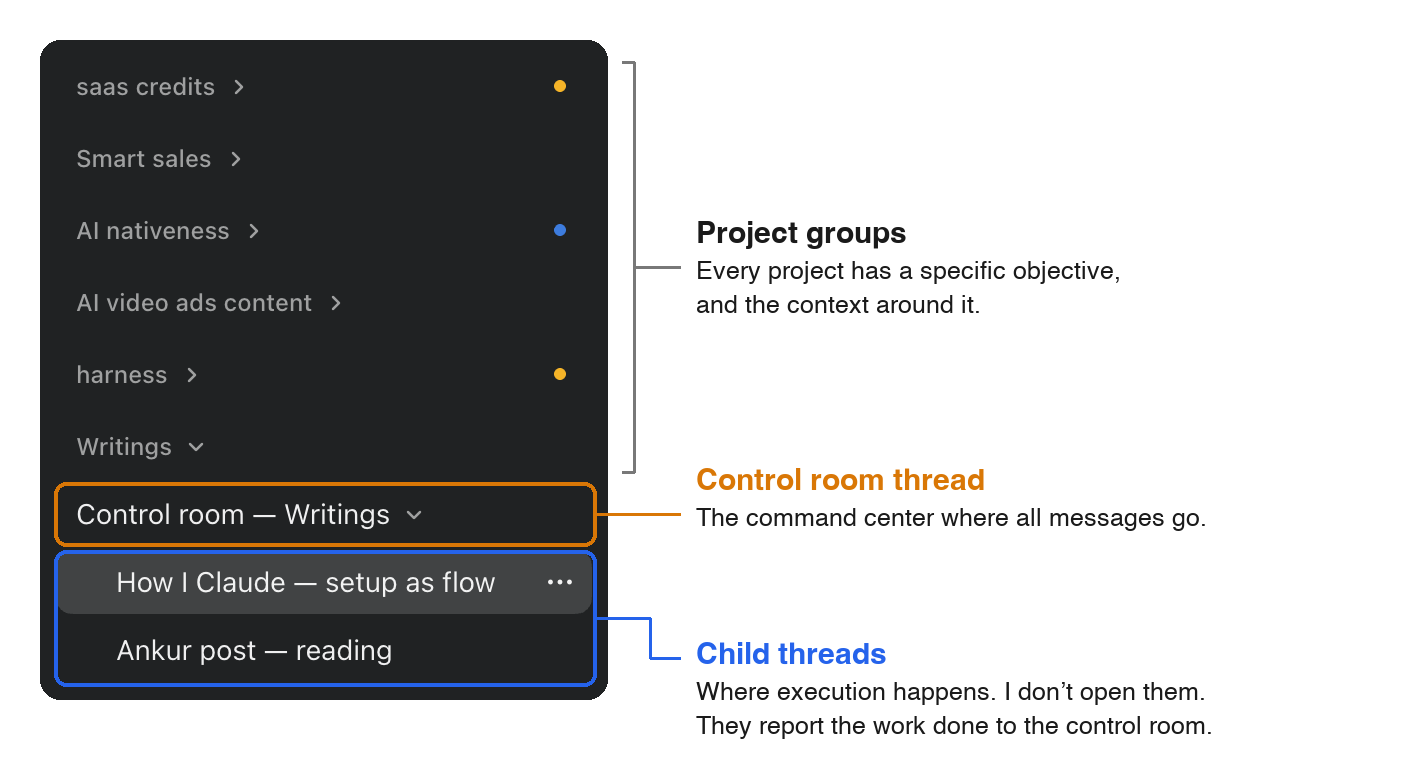 saas credits
Smart sales
AI nativeness
AI video ads content
harness
Writings
Control room — Writings
How I Claude — setup as flow
Ankur post — reading
Project groups
Every project has a specific objective,
and the context around it.
Control room thread
The command center where all messages go.
Child threads
Where execution happens. I don’t open them.
They report the work done to the control room.